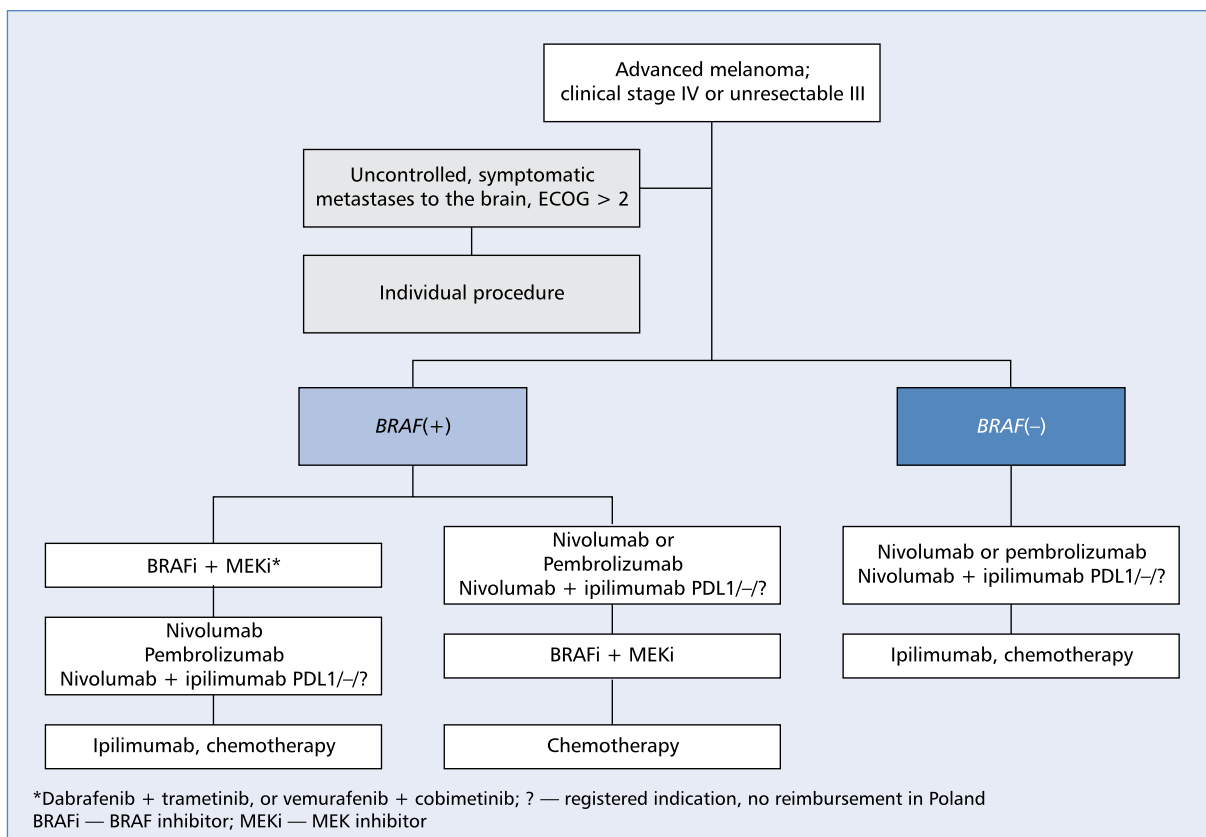 Advanced melanoma;
clinical stage IV or unresectable III
Uncontrolled, symptomatic
metastases to the brain, ECOG > 2
Individual procedure
BRAF(+)
BRAF(–)
BRAFi + MEKi*
Nivolumab
Pembrolizumab
Nivolumab + ipilimumab PDL1/–/?
Ipilimumab, chemotherapy
Nivolumab or
Pembrolizumab
Nivolumab + ipilimumab PDL1/–/?
BRAFi + MEKi
Chemotherapy
Nivolumab or pembrolizumab
Nivolumab + ipilimumab PDL1/–/?
Ipilimumab, chemotherapy
*Dabrafenib + trametinib, or vemurafenib + cobimetinib; ? — registered indication, no reimbursement in Poland
BRAFi — BRAF inhibitor; MEKi — MEK inhibitor